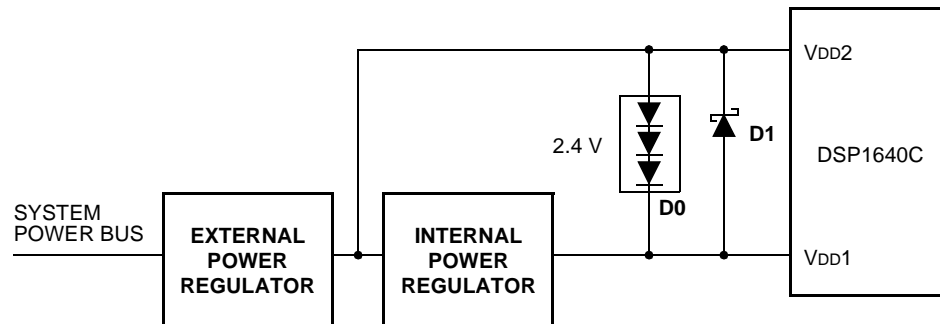 VDD2
D1
2.4 V
DSP1640C
D0
SYSTEM
POWER BUS
EXTERNAL
POWER
REGULATOR
INTERNAL
POWER
REGULATOR
VDD1